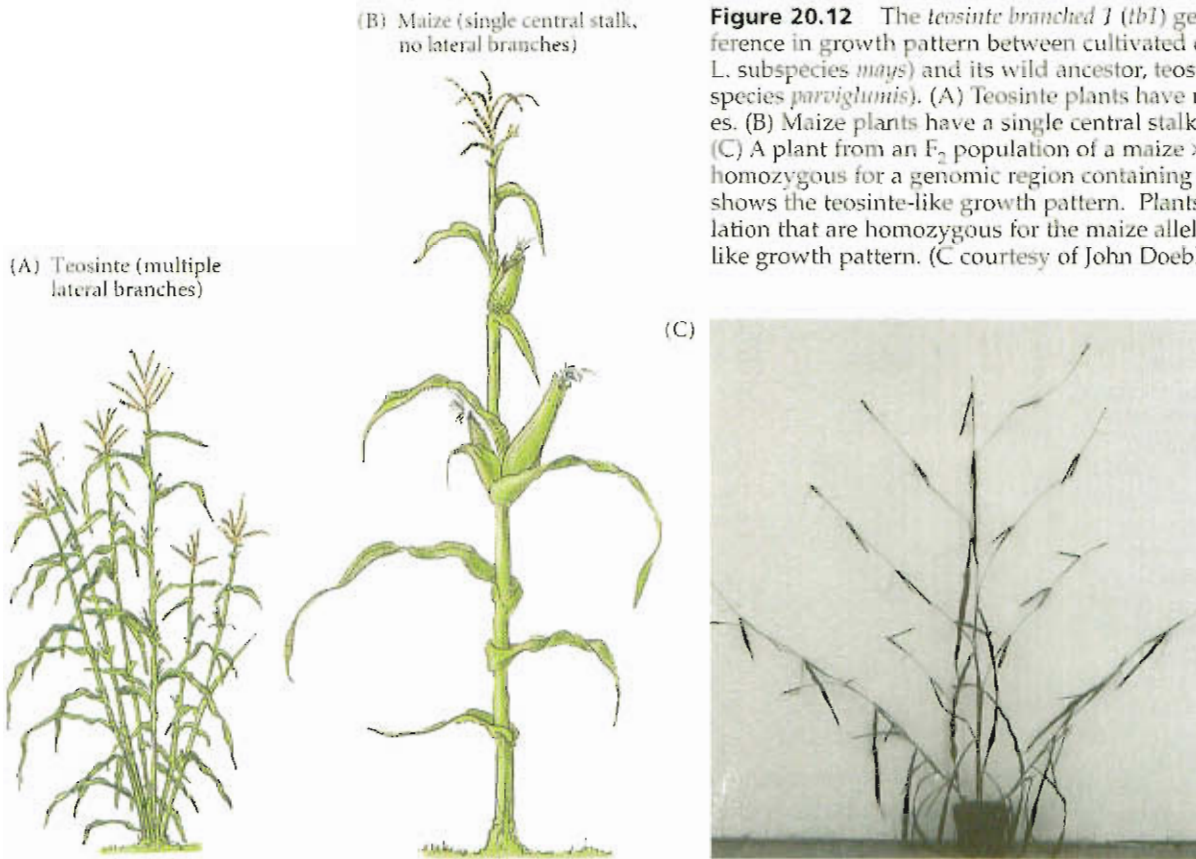 (B) Maize (single central stalk,
no lateral branches)
Figure 20.12 The teosinte branched 1 (tb1) ge
ference in growth pattern between cultivated
L. subspecies mays) and its wild ancestor, teos
species parviglumis). (A) Teosinte plants have
es. (B) Maize plants have a single central stalk
(C) A plant from an F₂ population of a maize
homozygous for a genomic region containing
shows the teosinte-like growth pattern. Plants
lation that are homozygous for the maize allel
like growth pattern. (C courtesy of John Doeb
(A) Teosinte (multiple
lateral branches)
(C)